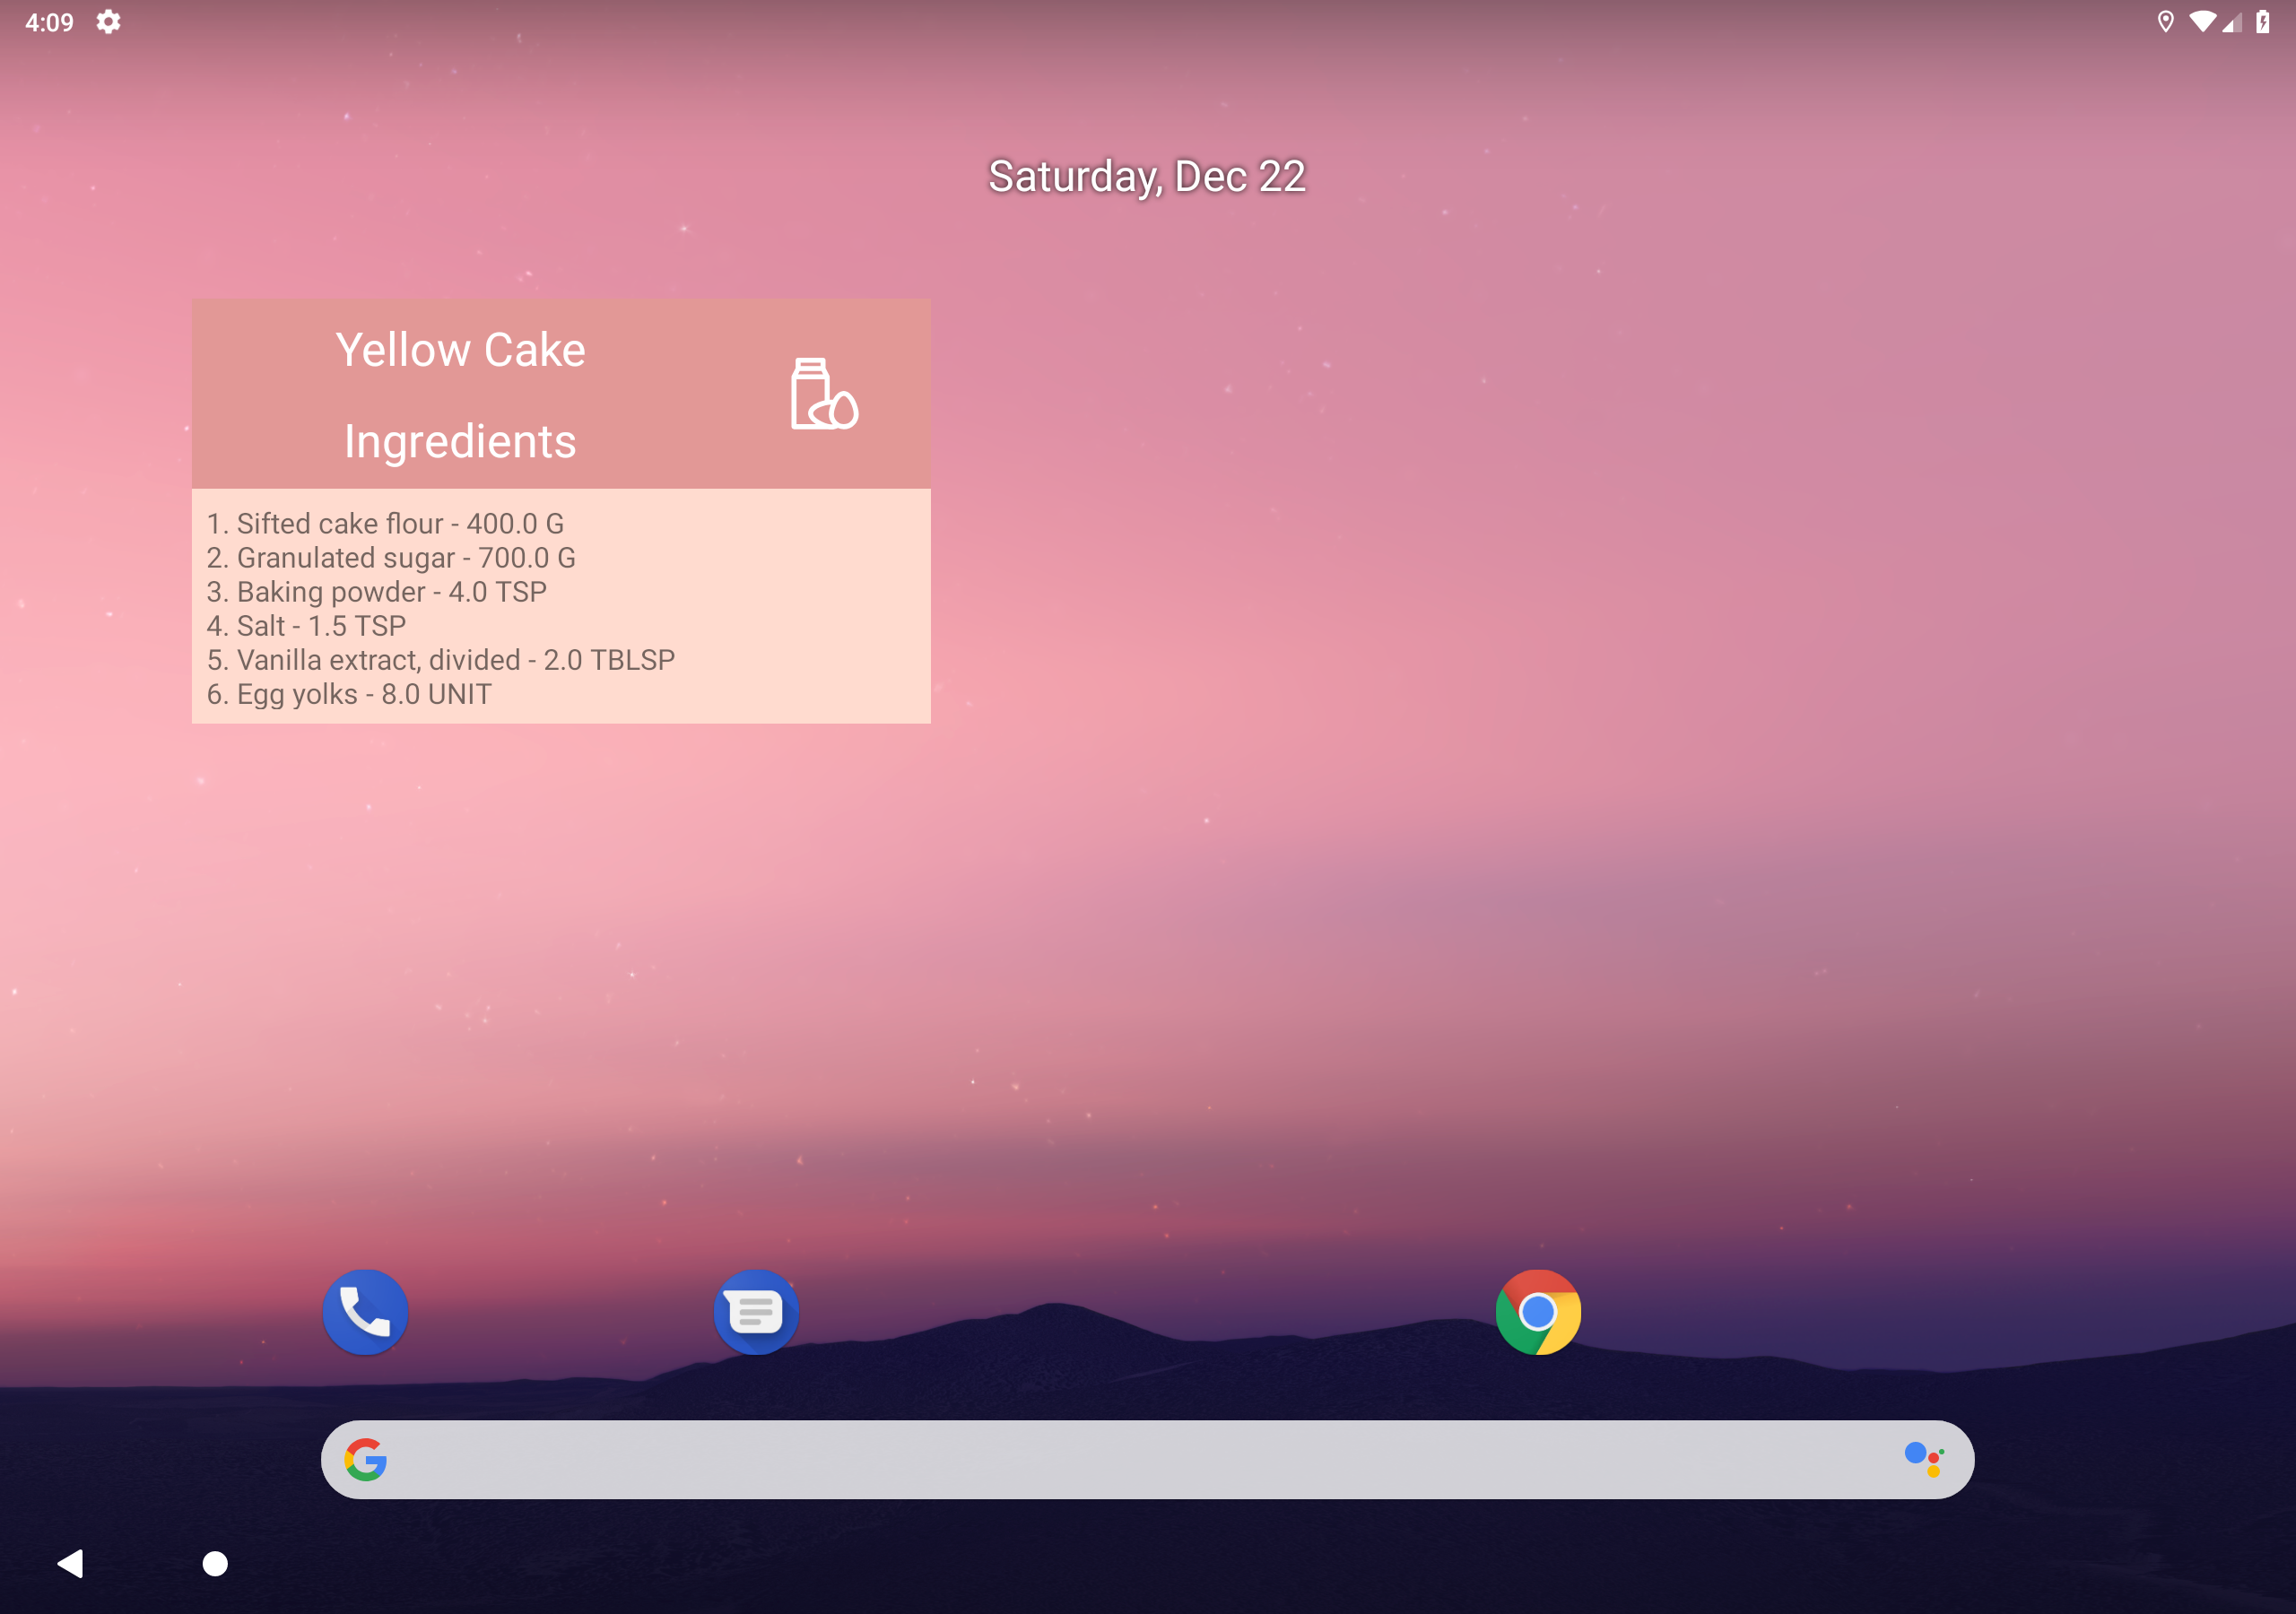 4:09
Saturday, Dec 22
Yellow Cake
Ingredients
1. Sifted cake flour - 400.0 G
2. Granulated sugar - 700.0 G
3. Baking powder - 4.0 TSP
4. Salt - 1.5 TSP
5. Vanilla extract, divided - 2.0 TBLSP
6. Egg yolks - 8.0 UNIT